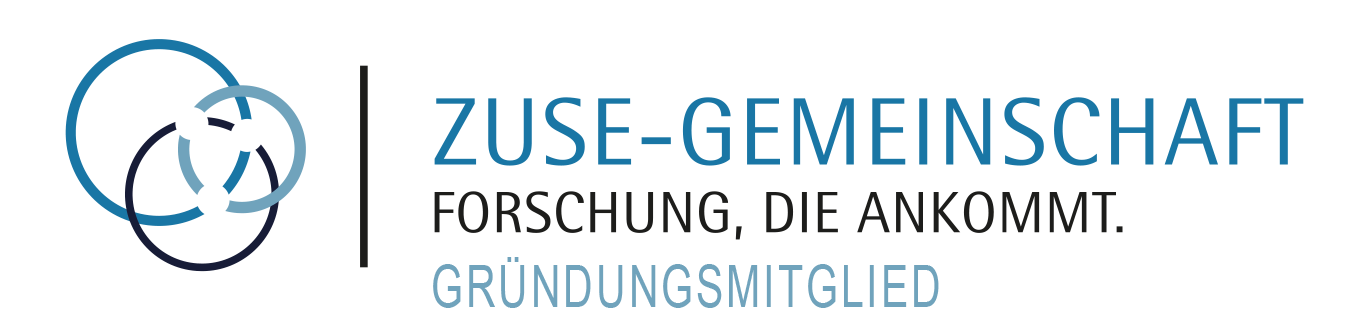 ZUSE-GEMEINSCHAFT
FORSCHUNG, DIE ANKOMMT.
GRÜNDUNGSMITGLIED